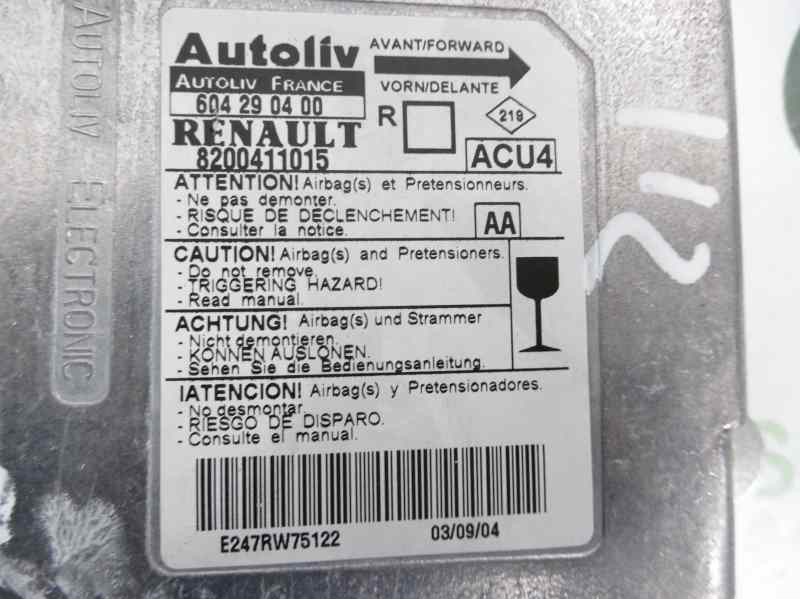 AUTOLIV ELECTRONIC
Autoliv
AUTOLIV FRANCE
604 29 04 00
RENAULT
8200411015
AVANT/FORWARD
VORN/DELANTE
R
219
ACU4
ATTENTION! Airbag(s) et Pretensionneurs.
- Ne pas demonter.
- RISQUE DE DECLENCHEMENT!
- Consulter la notice.
AA
CAUTION! Airbag(s) and Pretensioners.
- Do not remove.
- TRIGGERING HAZARD!
- Read manual.
ACHTUNG! Airbag(s) und Strammer
- Nicht demontieren.
- KONNEN AUSLONEN.
- Sehen Sie die Bedienungsanleitung.
IATENCION! Airbag(s) y Pretensionadores.
- No desmontar.
- RIESGO DE DISPARO.
- Consulte el manual.
E247RW75122
03/09/04
112